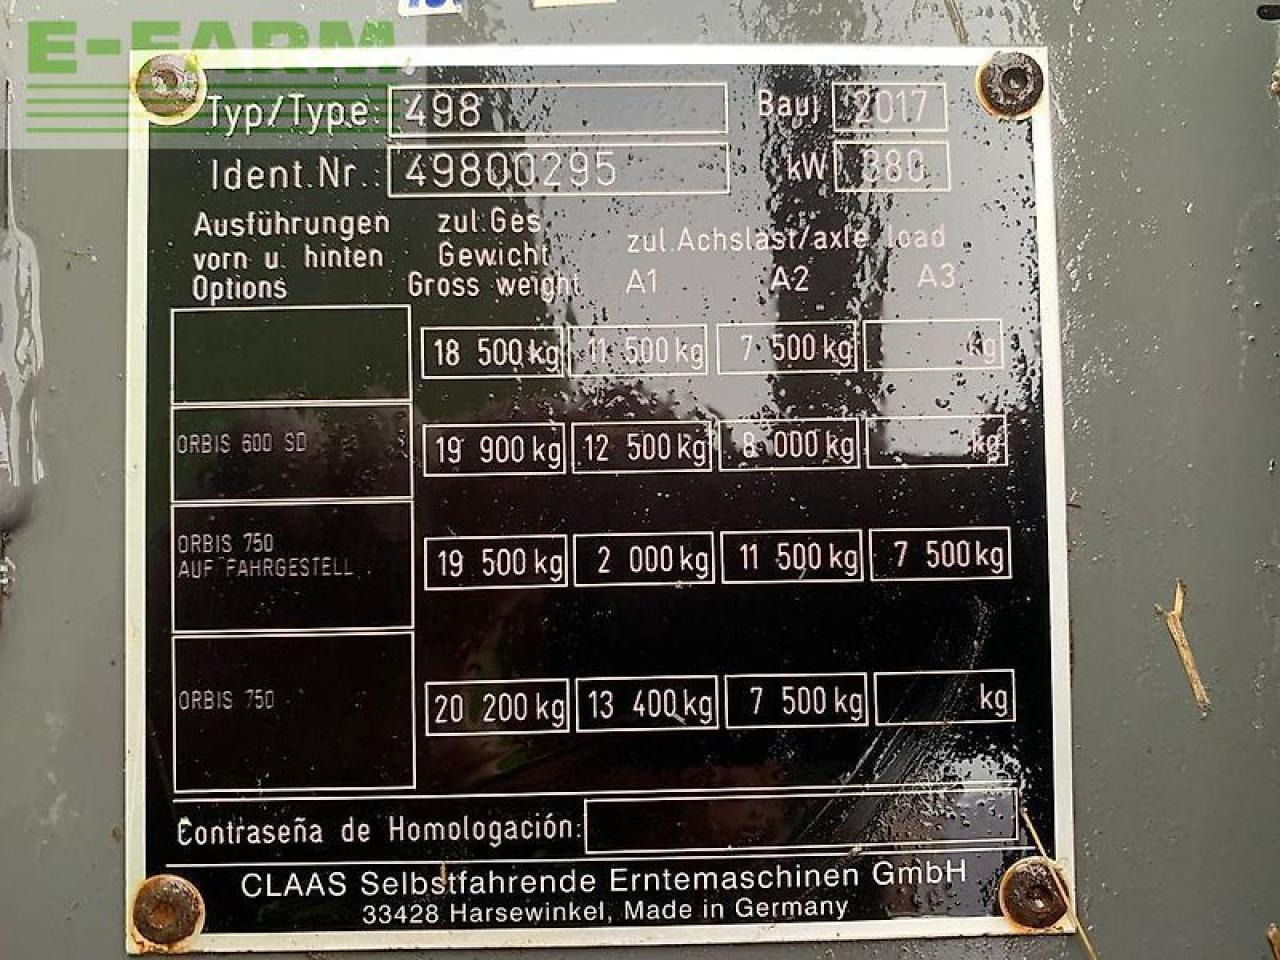 E-FARM
Typ/Type: 498 Bauj 2017
Ident.Nr.: 49800295 kW 380
Ausführungen vorn u. hinten Options
zul.Ges Gewicht Gross weight
zul.Achslast/axle load
A1 A2 A3
18 500 kg 11 500 kg 7 500 kg kg
ORBIS 600 SD 19 900 kg 12 500 kg 8 000 kg kg
ORBIS 750
AUF FAHRGESTELL 19 500 kg 2 000 kg 11 500 kg 7 500 kg
ORBIS 750 20 200 kg 13 400 kg 7 500 kg kg
Contraseña de Homologación:
CLAAS Selbstfahrende Erntemaschinen GmbH
33428 Harsewinkel, Made in Germany